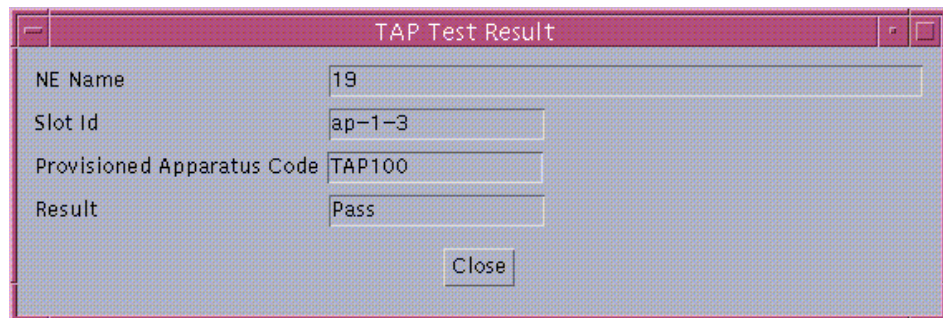 TAP Test Result
NE Name 19
Slot Id ap-1-3
Provisioned Apparatus Code TAP100
Result Pass
Close